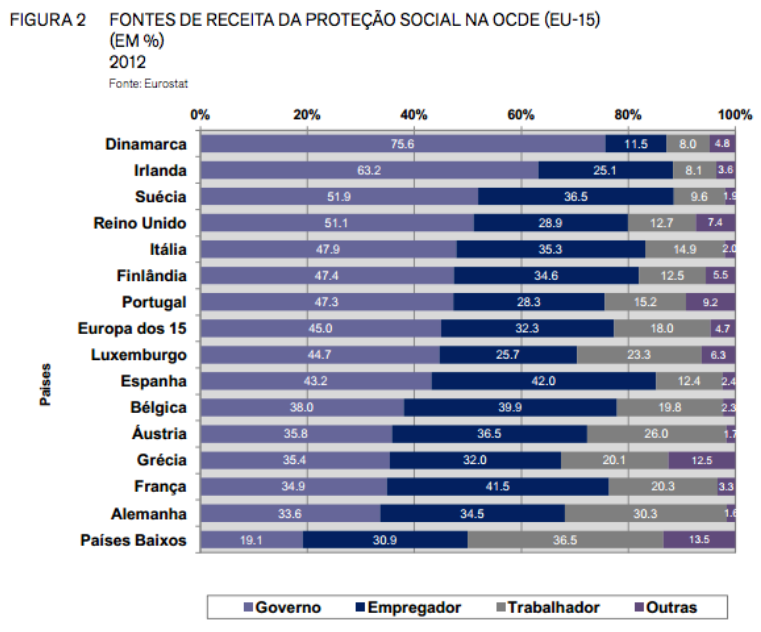 FIGURA 2 FONTES DE RECEITA DA PROTEÇÃO SOCIAL NA OCDE (EU-15)
(EM %)
2012
Fonte: Eurostat
0% 20% 40% 60% 80% 100%
Dinamarca 75.6 11.5 8.0 4.8
Irlanda 63.2 25.1 8.1 3.6
Suécia 51.9 36.5 9.6 1.9
Reino Unido 51.1 28.9 12.7 7.4
Itália 47.9 35.3 14.9 2.0
Finlândia 47.4 34.6 12.5 5.5
Portugal 47.3 28.3 15.2 9.2
Europa dos 15 45.0 32.3 18.0 4.7
Luxemburgo 44.7 25.7 23.3 6.3
Espanha 43.2 42.0 12.4 2.4
Bélgica 38.0 39.9 19.8 2.3
Áustria 35.8 36.5 26.0 1.7
Grécia 35.4 32.0 20.1 12.5
França 34.9 41.5 20.3 3.3
Alemanha 33.6 34.5 30.3 1.6
Países Baixos 19.1 30.9 36.5 13.5
Países
Governo Empregador Trabalhador Outras